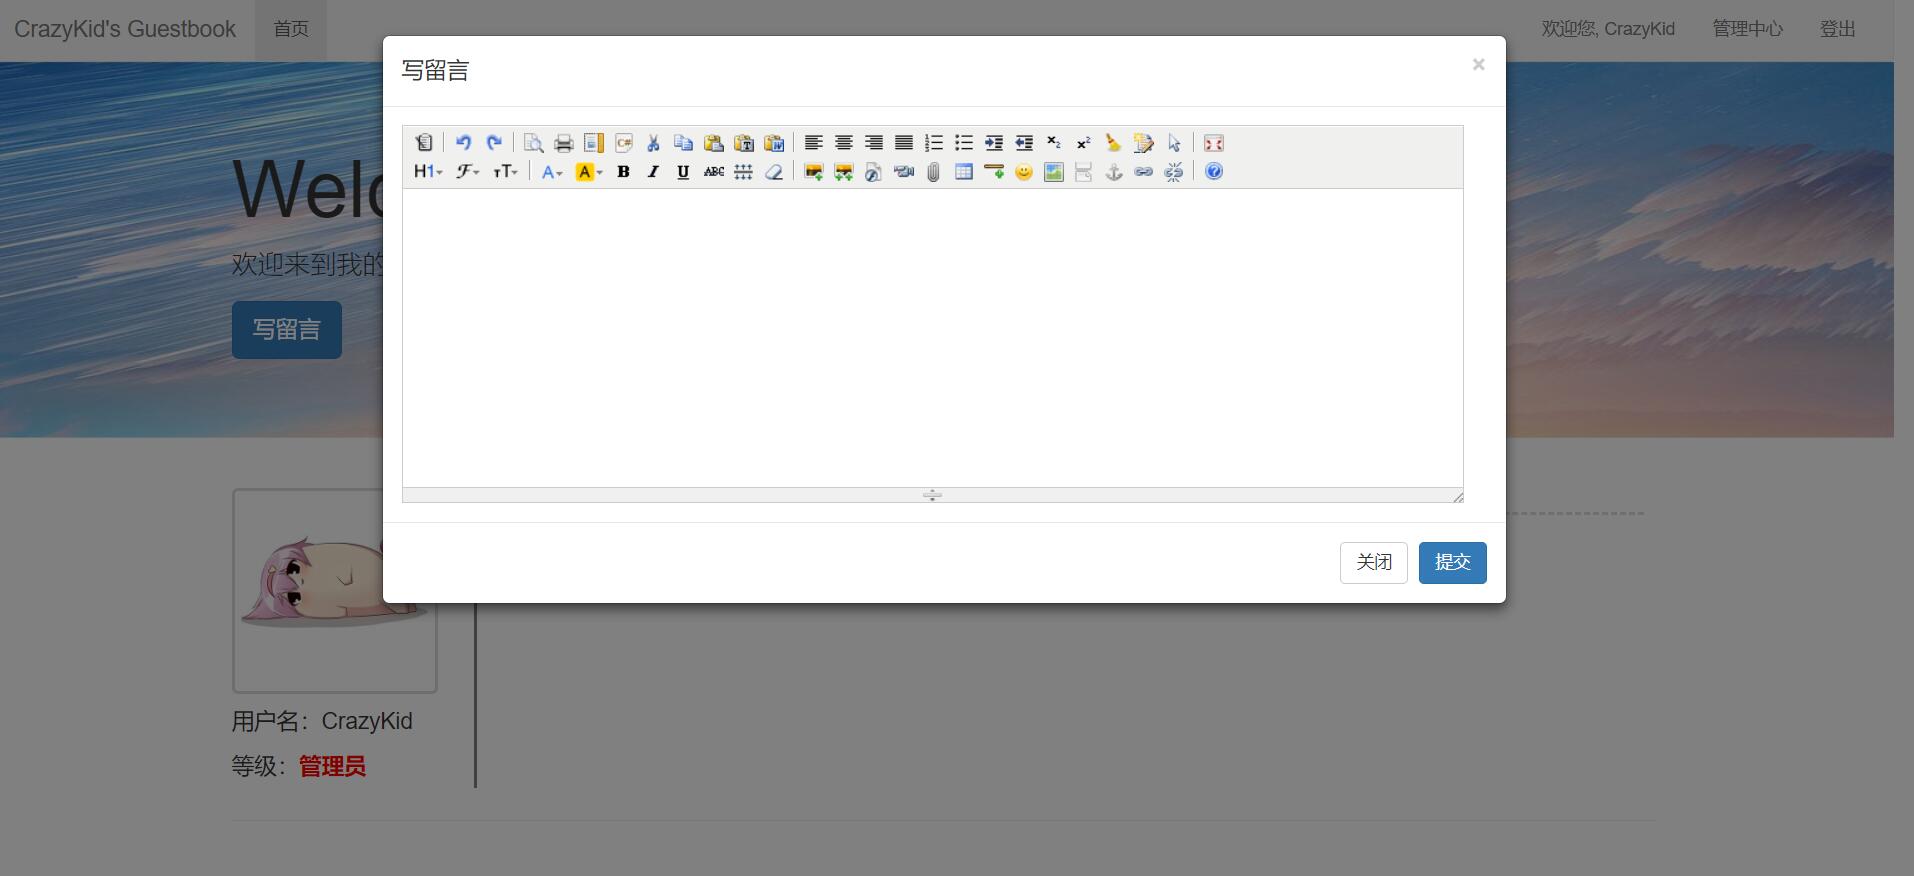 CrazyKid's Guestbook 首页 欢迎您, CrazyKid 管理中心 登出
写留言 ×
H1 F тT A A B I U ABC
Welc
欢迎来到我的
写留言
关闭 提交
用户名：CrazyKid
等级：管理员